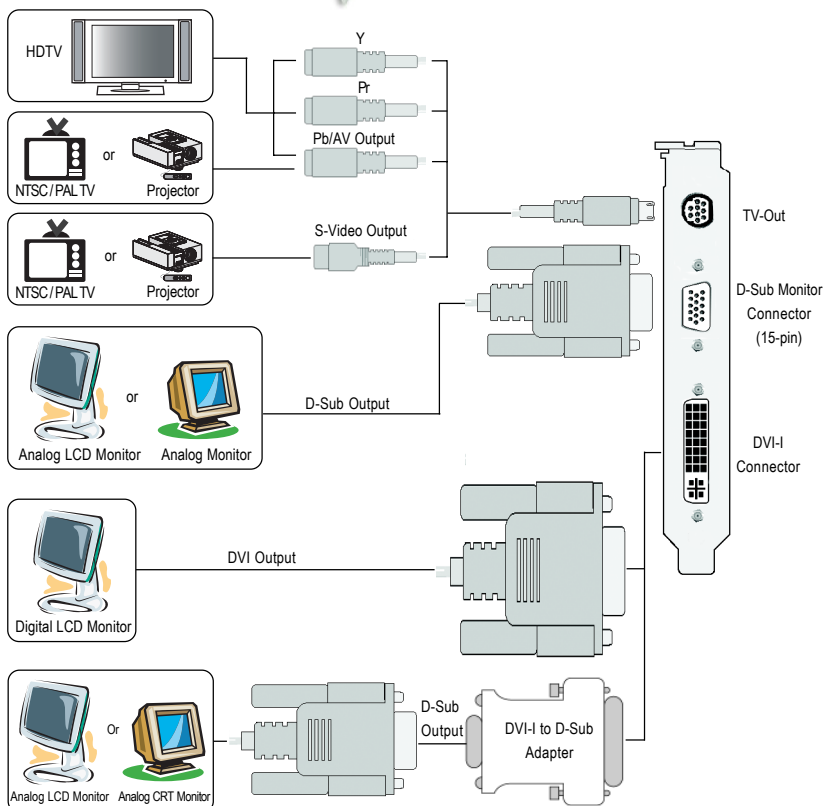 HDTV
Y
Pr
Pb/AV Output
or
NTSC / PAL TV
Projector
S-Video Output
or
NTSC / PAL TV
Projector
TV-Out
D-Sub Monitor
Connector
(15-pin)
or
D-Sub Output
Analog LCD Monitor
Analog Monitor
DVI-I
Connector
DVI Output
Digital LCD Monitor
Or
D-Sub
Output
DVI-I to D-Sub
Adapter
Analog LCD Monitor
Analog CRT Monitor